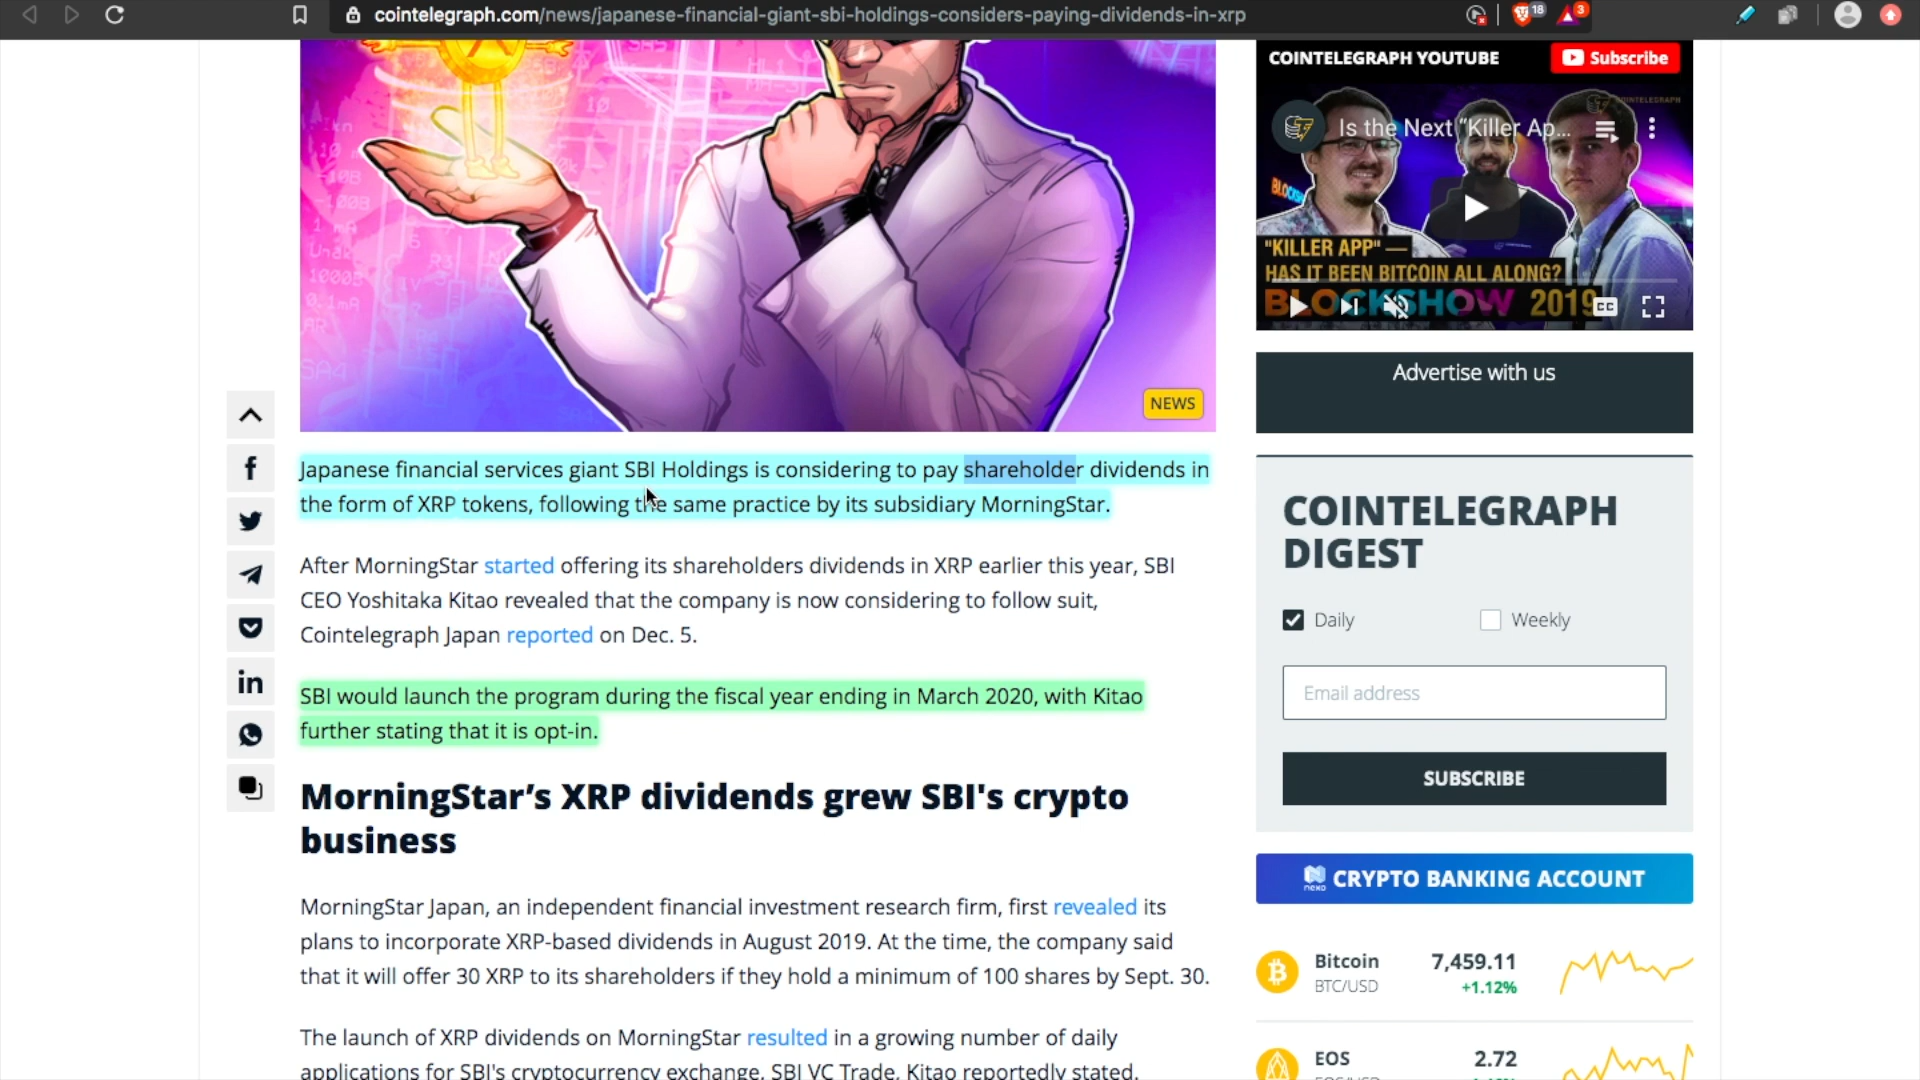 cointelegraph.com/news/japanese-financial-giant-sbi-holdings-considers-paying-dividends-in-xrp
18
3
NEWS
Japanese financial services giant SBI Holdings is considering to pay shareholder dividends in
the form of XRP tokens, following the same practice by its subsidiary MorningStar.
After MorningStar started offering its shareholders dividends in XRP earlier this year, SBI
CEO Yoshitaka Kitao revealed that the company is now considering to follow suit,
Cointelegraph Japan reported on Dec. 5.
SBI would launch the program during the fiscal year ending in March 2020, with Kitao
further stating that it is opt-in.
MorningStar’s XRP dividends grew SBI's crypto
business
MorningStar Japan, an independent financial investment research firm, first revealed its
plans to incorporate XRP-based dividends in August 2019. At the time, the company said
that it will offer 30 XRP to its shareholders if they hold a minimum of 100 shares by Sept. 30.
The launch of XRP dividends on MorningStar resulted in a growing number of daily
applications for SBI's cryptocurrency exchange, SBI VC Trade, Kitao reportedly stated.
COINTELEGRAPH YOUTUBE
Subscribe
Is the Next “Killer Ap...
"KILLER APP" —
HAS IT BEEN BITCOIN ALL ALONG?
BLOCKSHOW 2019
CC
Advertise with us
COINTELEGRAPH
DIGEST
Daily
Weekly
Email address
SUBSCRIBE
nexo CRYPTO BANKING ACCOUNT
Bitcoin 7,459.11
BTC/USD +1.12%
EOS 2.72